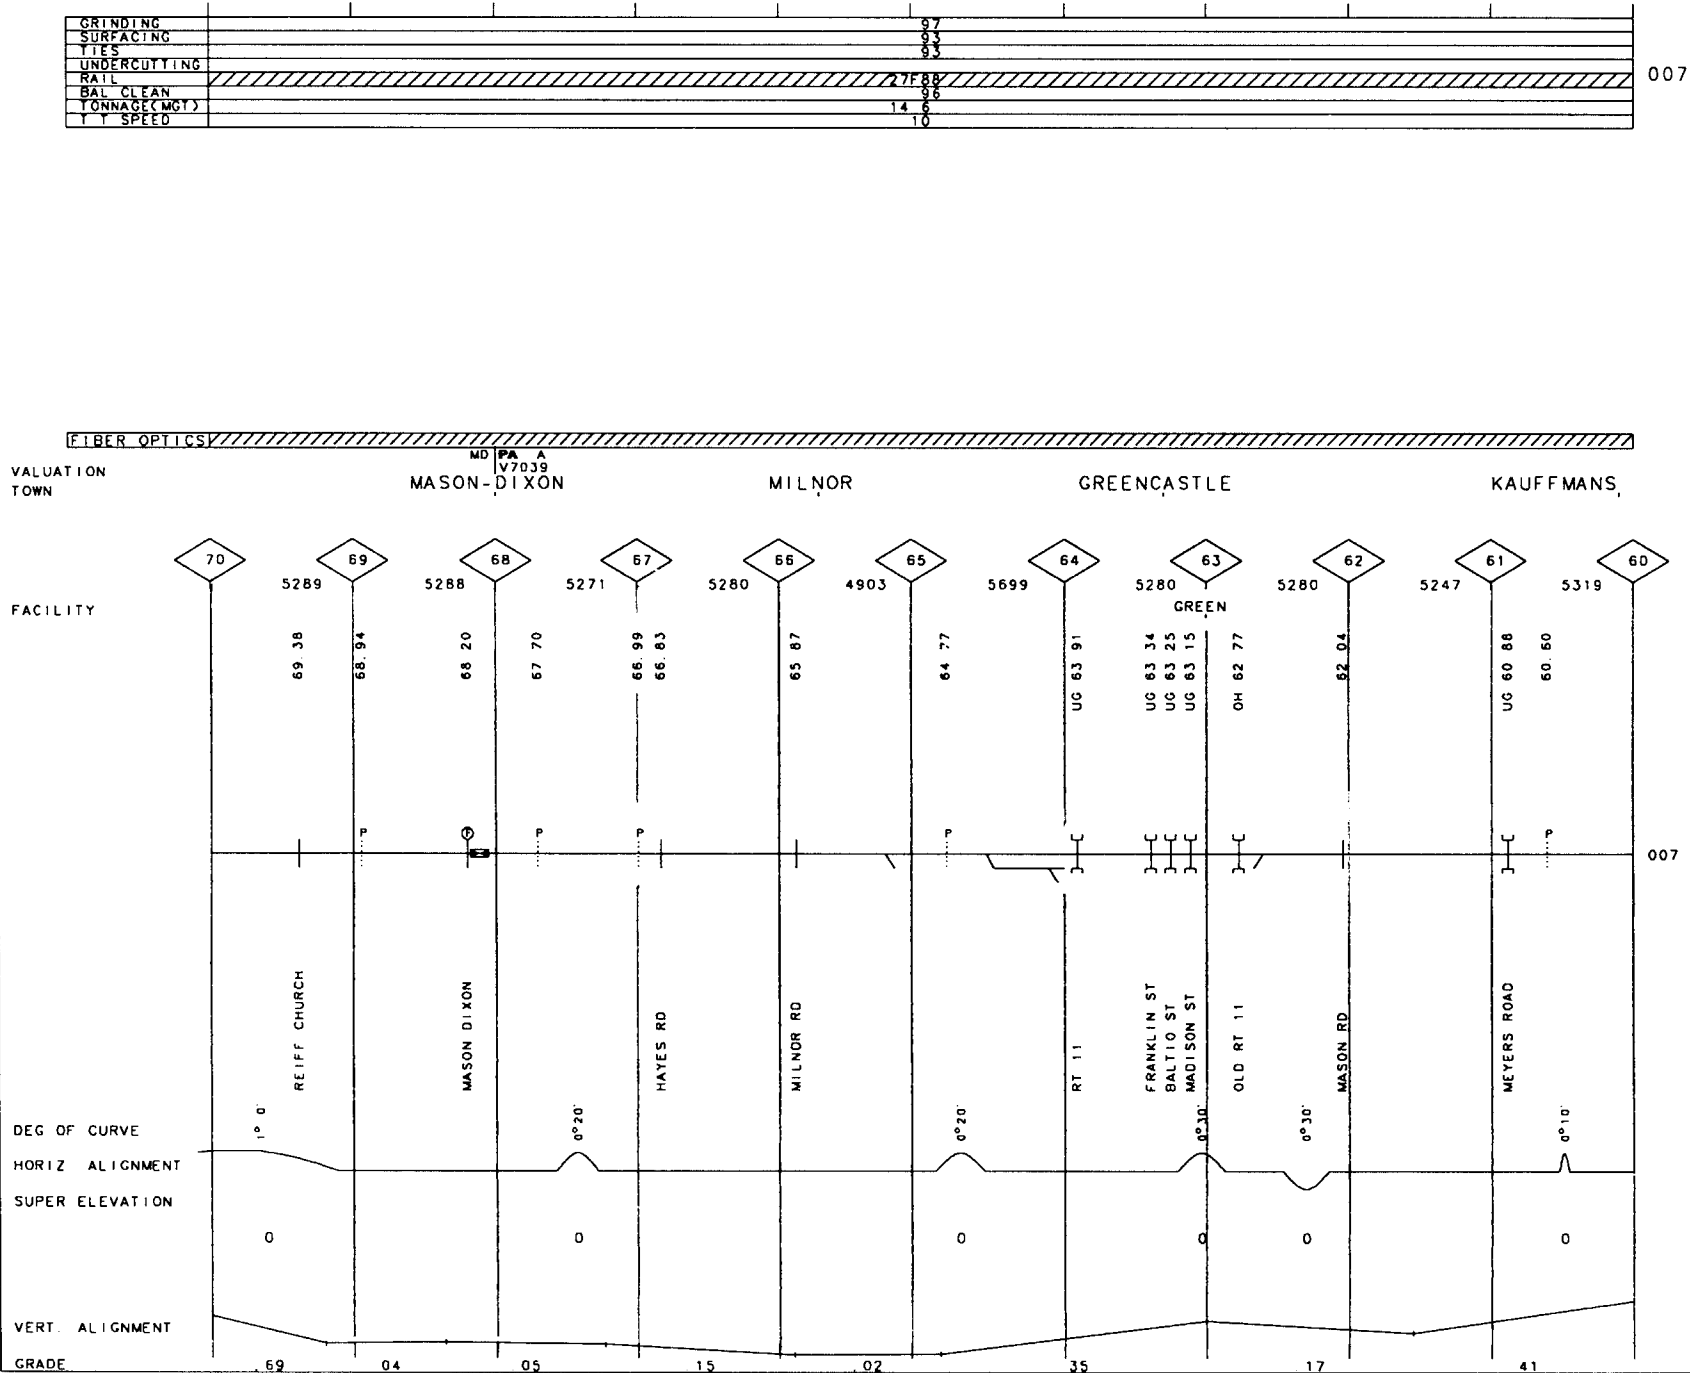 GRINDING 97
SURFACING 93
TIES 93
UNDERCUTTING
RAIL 27F88 007
BAL CLEAN 96
TONNAGE(MGT) 14 6
T T SPEED 10
FIBER OPTICS
MD PA A
VALUATION V7039
TOWN MASON-DIXON MILNOR GREENCASTLE KAUFFMANS
70 69 68 67 66 65 64 63 62 61 60
5289 5288 5271 5280 4903 5699 5280 5280 5247 5319
FACILITY GREEN
69.38 68.94 68 20 67 70 66.99 66.83 65 87 64 77 UG 63 91 UG 63 34 UG 63 25 UG 63 15 OH 62 77 62 04 UG 60 88 60.60
P F P P P P
007
REIFF CHURCH MASON DIXON HAYES RD MILNOR RD RT 11 FRANKLIN ST BALTIO ST MADISON ST OLD RT 11 MASON RD MEYERS ROAD
DEG OF CURVE 1° 0' 0°20' 0°20' 0°30' 0°30' 0°10'
HORIZ ALIGNMENT
SUPER ELEVATION
0 0 0 0 0 0
VERT. ALIGNMENT
GRADE .69 04 05 15 02 35 17 41